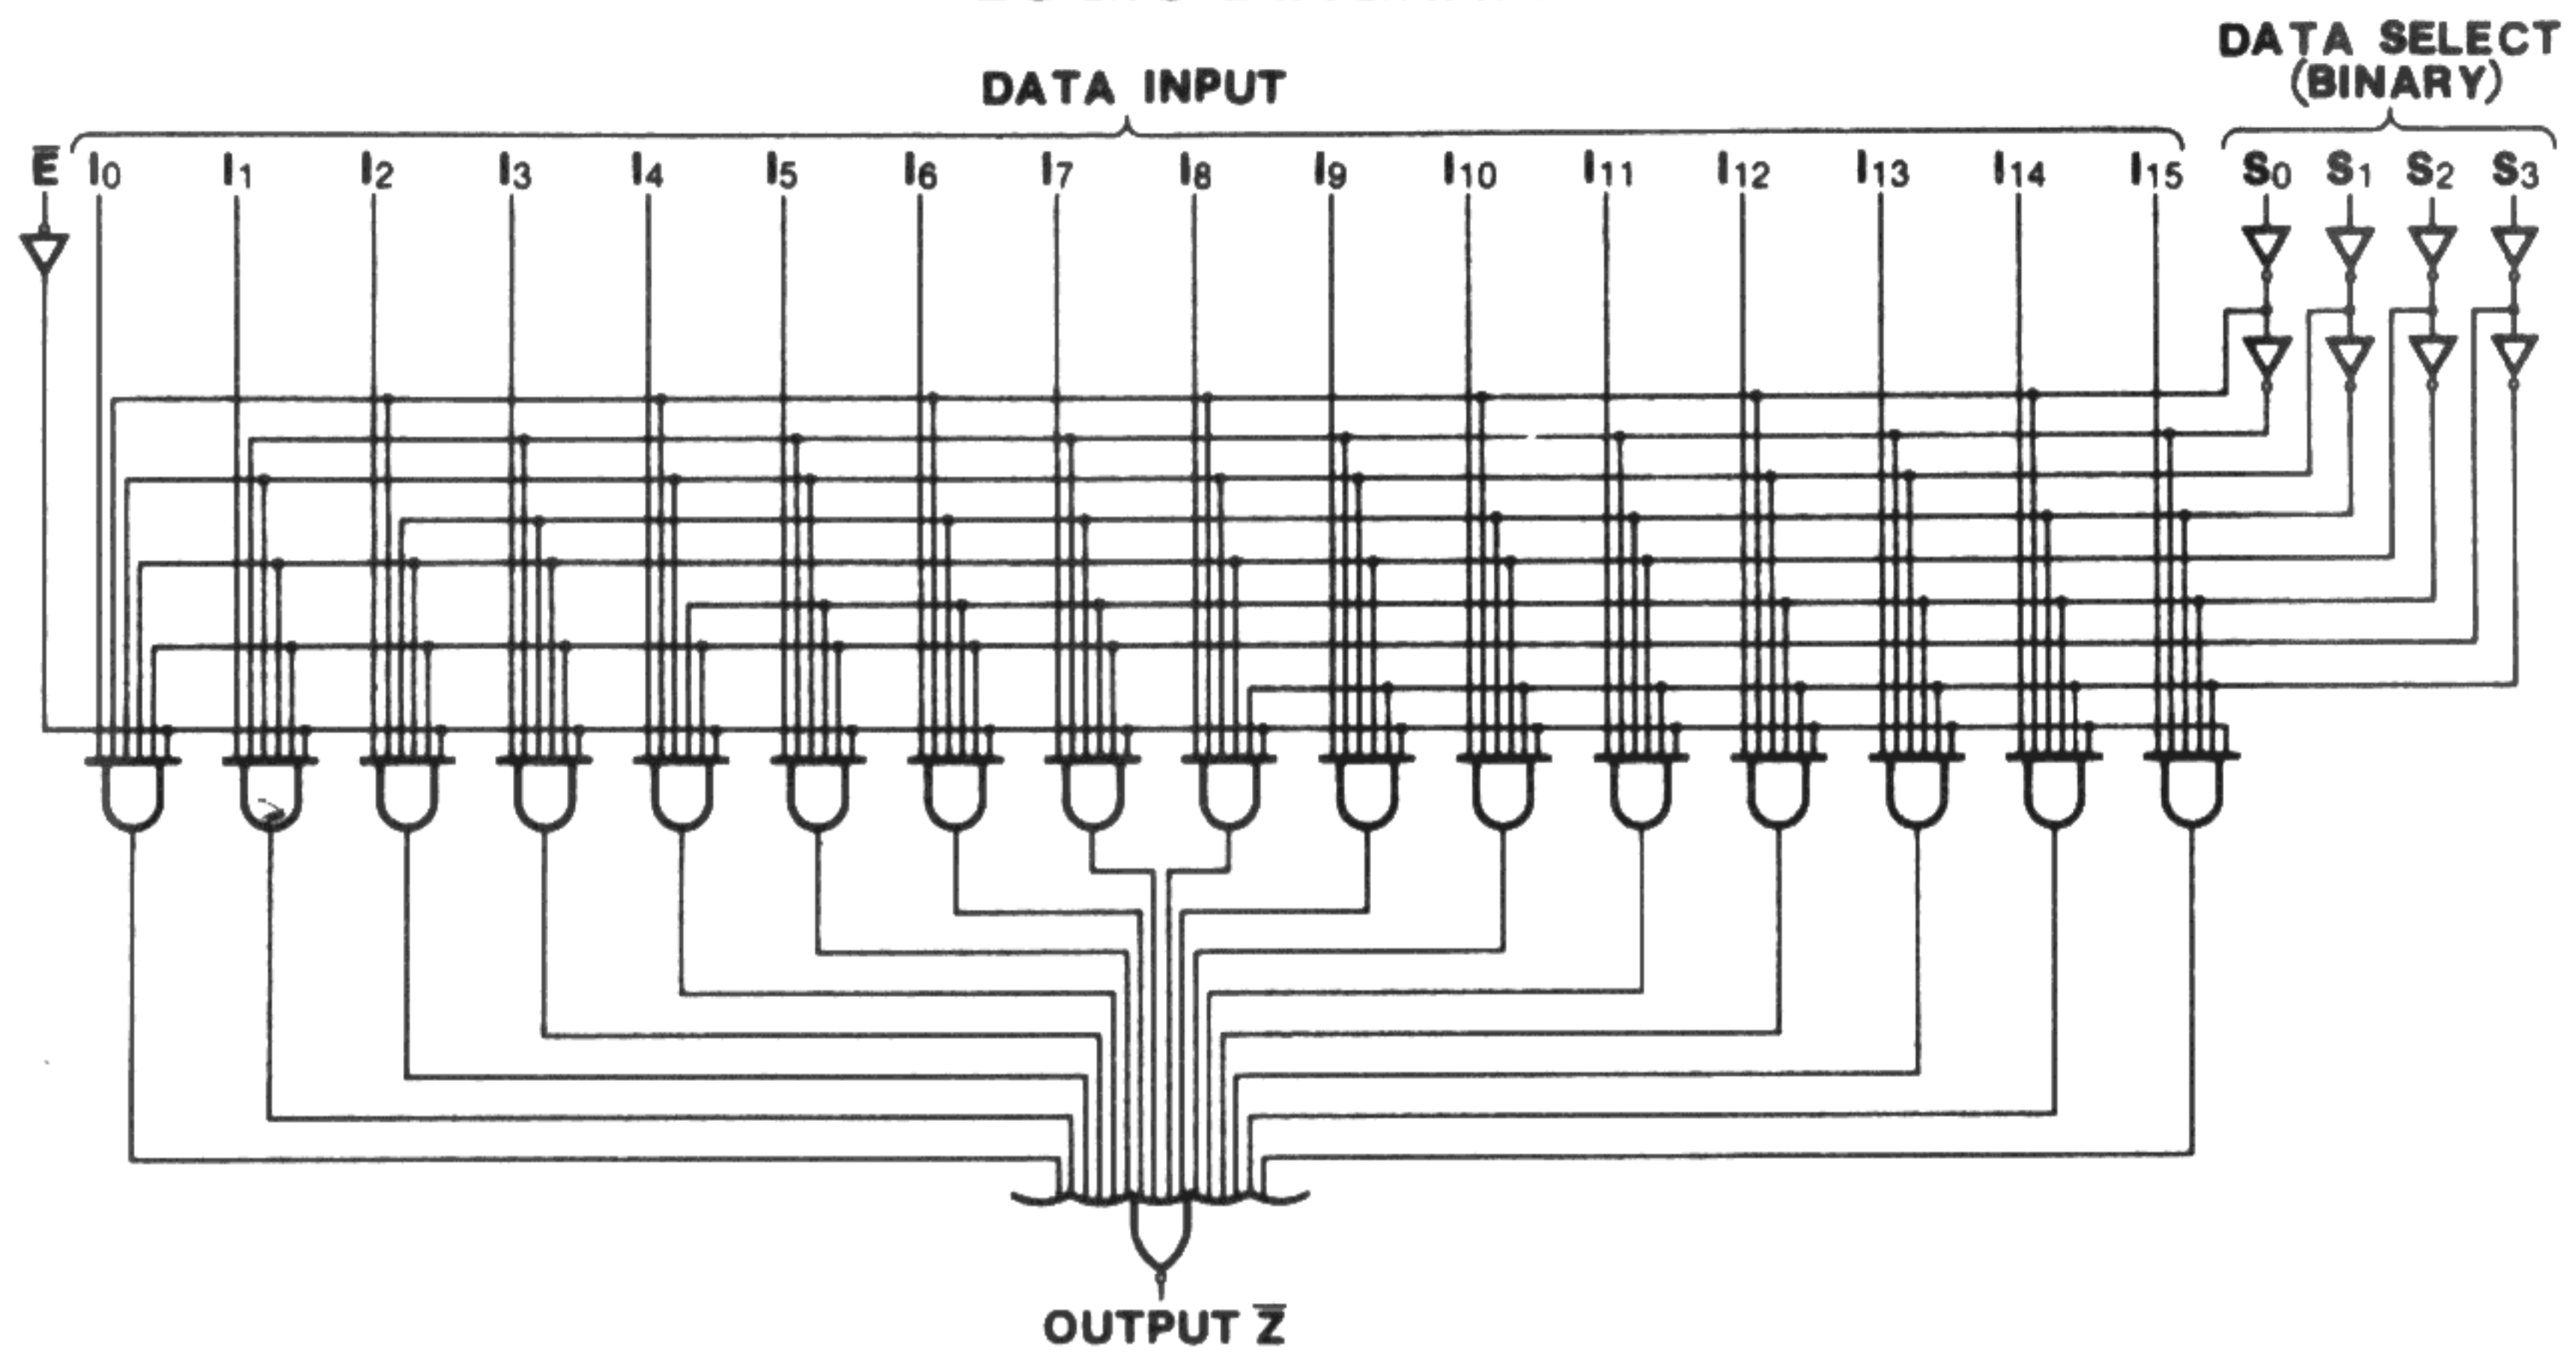 DATA SELECT
(BINARY)
DATA INPUT
E̅ I0 I1 I2 I3 I4 I5 I6 I7 I8 I9 I10 I11 I12 I13 I14 I15 S0 S1 S2 S3
OUTPUT Z̅